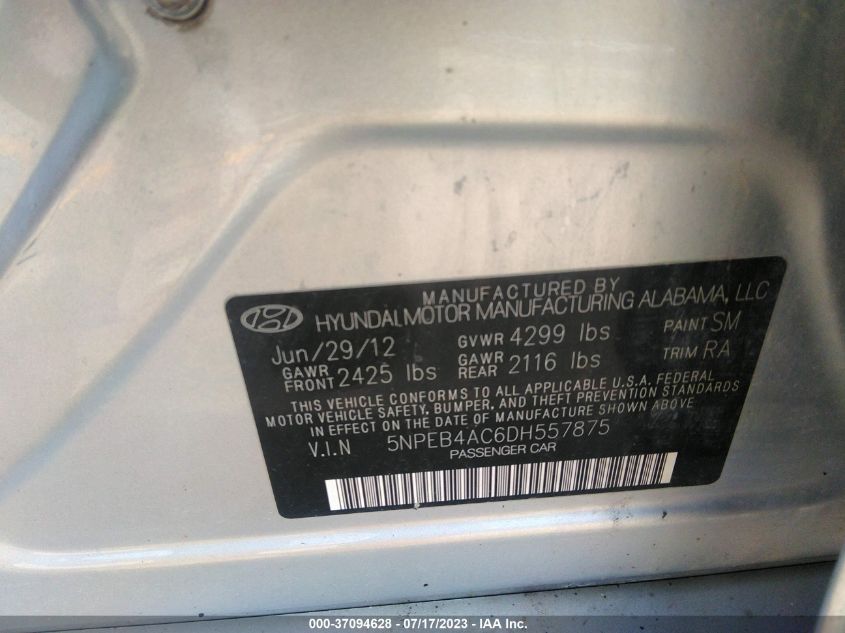 MANUFACTURED BY
HYUNDAI MOTOR MANUFACTURING ALABAMA, LLC
Jun/29/12 GVWR 4299 lbs PAINT SM
GAWR FRONT 2425 lbs GAWR REAR 2116 lbs TRIM RA
THIS VEHICLE CONFORMS TO ALL APPLICABLE U.S.A. FEDERAL
MOTOR VEHICLE SAFETY, BUMPER, AND THEFT PREVENTION STANDARDS
IN EFFECT ON THE DATE OF MANUFACTURE SHOWN ABOVE
V.I.N 5NPEB4AC6DH557875
PASSENGER CAR
000-37094628 - 07/17/2023 - IAA Inc.